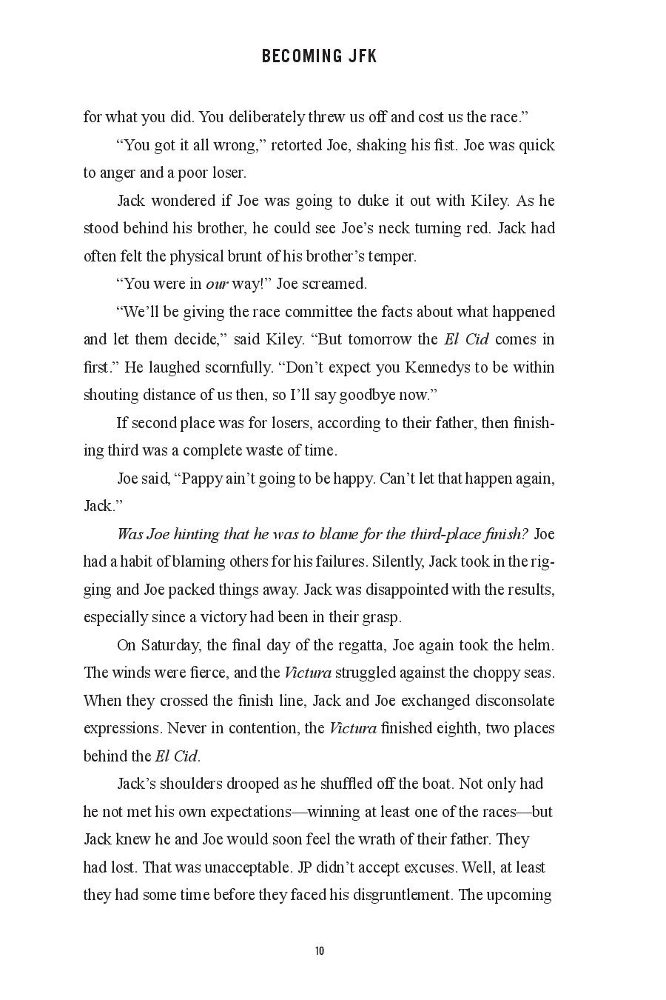 BECOMING JFK
for what you did. You deliberately threw us off and cost us the race.”
“You got it all wrong,” retorted Joe, shaking his fist. Joe was quick
to anger and a poor loser.
Jack wondered if Joe was going to duke it out with Kiley. As he
stood behind his brother, he could see Joe’s neck turning red. Jack had
often felt the physical brunt of his brother’s temper.
“You were in our way!” Joe screamed.
“We’ll be giving the race committee the facts about what happened
and let them decide,” said Kiley. “But tomorrow the El Cid comes in
first.” He laughed scornfully. “Don’t expect you Kennedys to be within
shouting distance of us then, so I’ll say goodbye now.”
If second place was for losers, according to their father, then finish-
ing third was a complete waste of time.
Joe said, “Pappy ain’t going to be happy. Can’t let that happen again,
Jack.”
Was Joe hinting that he was to blame for the third-place finish? Joe
had a habit of blaming others for his failures. Silently, Jack took in the rig-
ging and Joe packed things away. Jack was disappointed with the results,
especially since a victory had been in their grasp.
On Saturday, the final day of the regatta, Joe again took the helm.
The winds were fierce, and the Victura struggled against the choppy seas.
When they crossed the finish line, Jack and Joe exchanged disconsolate
expressions. Never in contention, the Victura finished eighth, two places
behind the El Cid.
Jack’s shoulders drooped as he shuffled off the boat. Not only had
he not met his own expectations—winning at least one of the races—but
Jack knew he and Joe would soon feel the wrath of their father. They
had lost. That was unacceptable. JP didn’t accept excuses. Well, at least
they had some time before they faced his disgruntlement. The upcoming
10